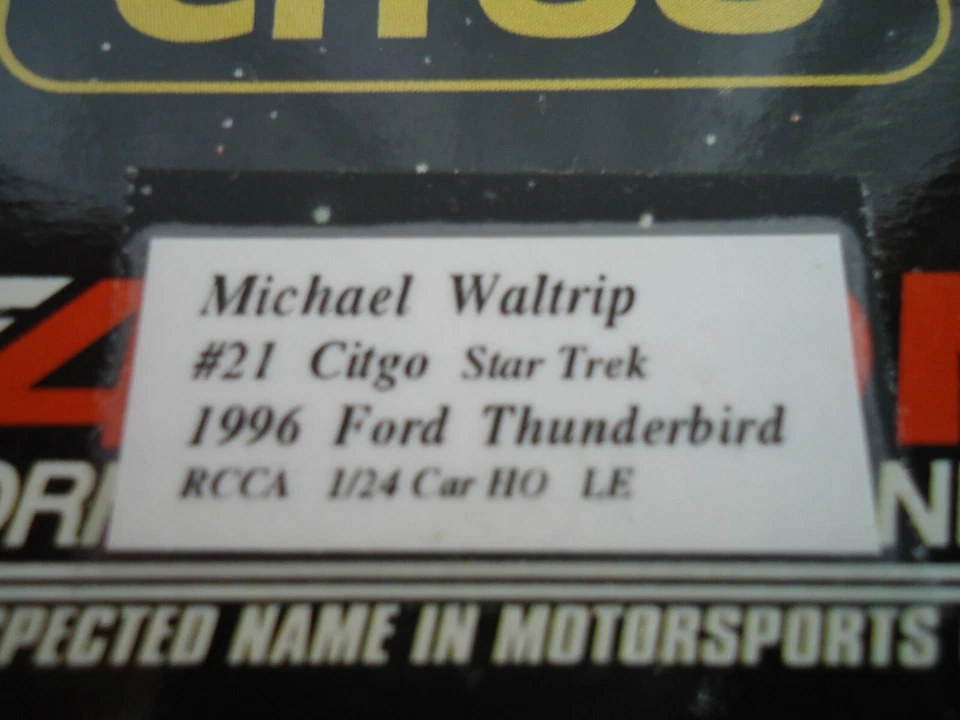 CITGO
Michael Waltrip
#21 Citgo Star Trek
1996 Ford Thunderbird
RCCA 1/24 Car HO LE
SPECTED NAME IN MOTORSPORTS